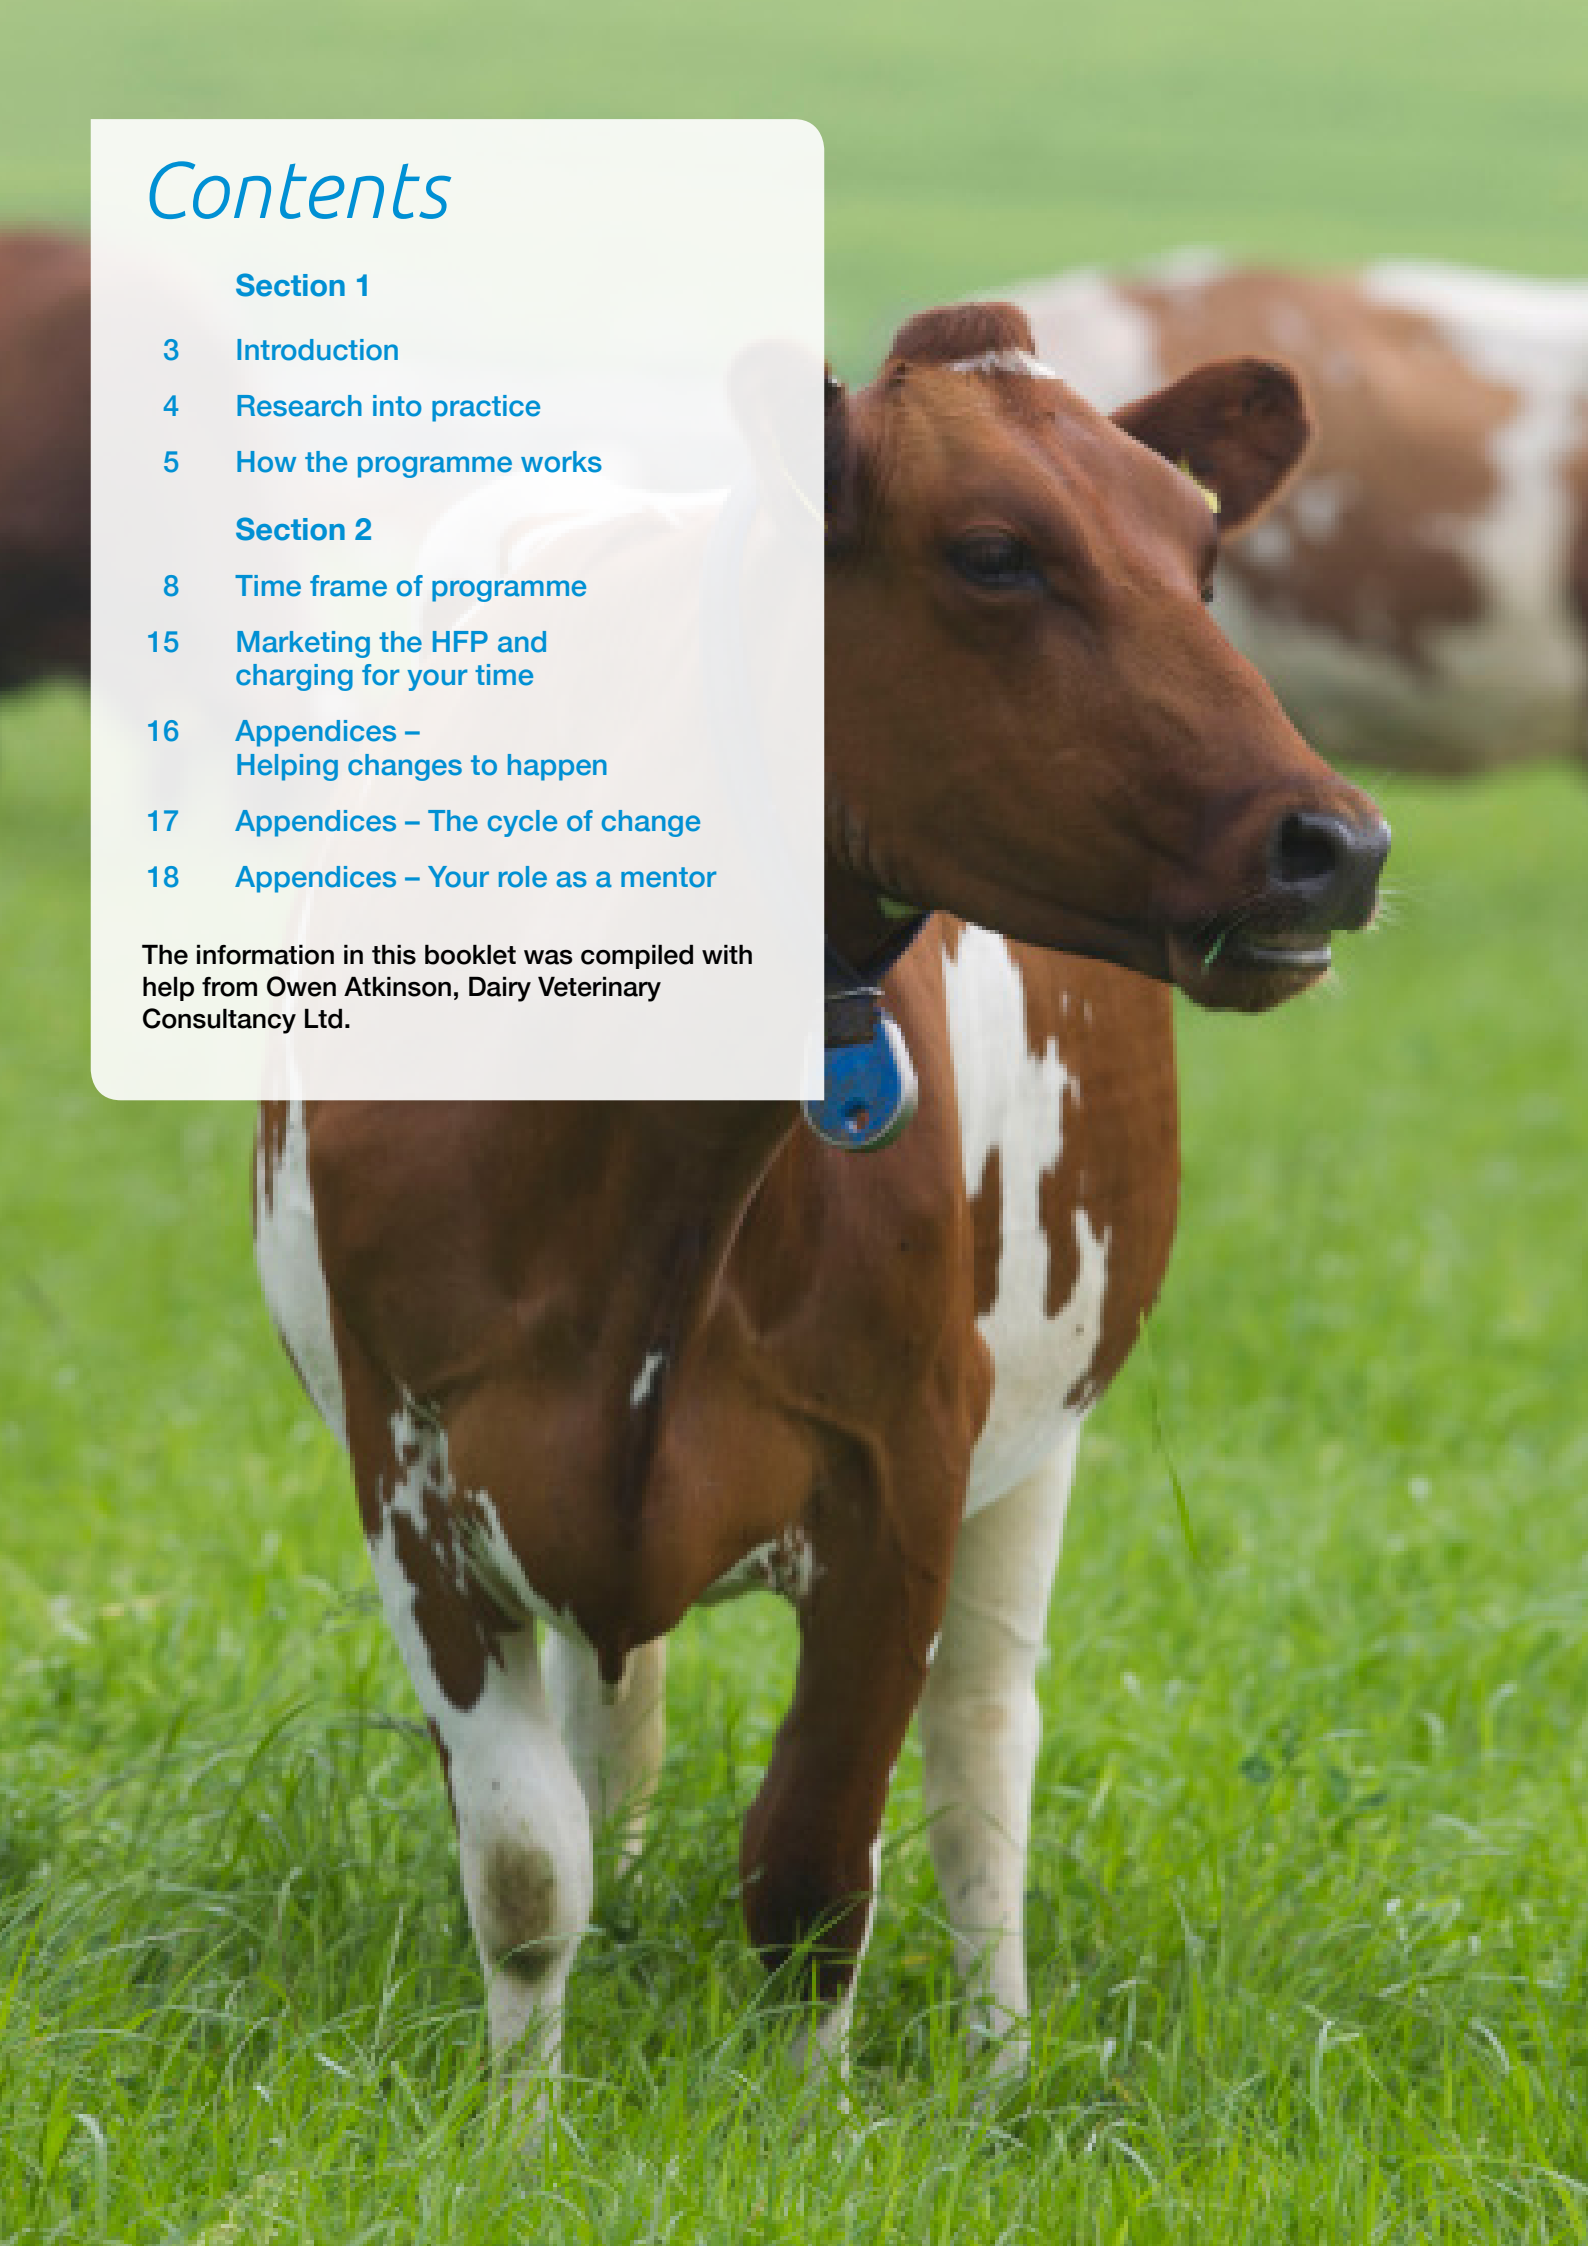 Contents
Section 1
3 Introduction
4 Research into practice
5 How the programme works
Section 2
8 Time frame of programme
15 Marketing the HFP and
charging for your time
16 Appendices –
Helping changes to happen
17 Appendices – The cycle of change
18 Appendices – Your role as a mentor
The information in this booklet was compiled with
help from Owen Atkinson, Dairy Veterinary
Consultancy Ltd.